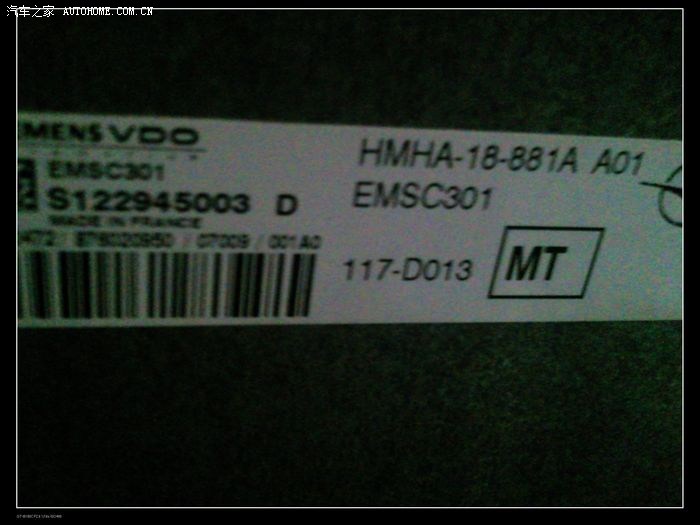 汽车之家 AUTOHOME.COM.CN
EMENS VDO
EMSC301
S122945003 D
MADE IN FRANCE
HMHA-18-881A A01
EMSC301
117-D013
MT